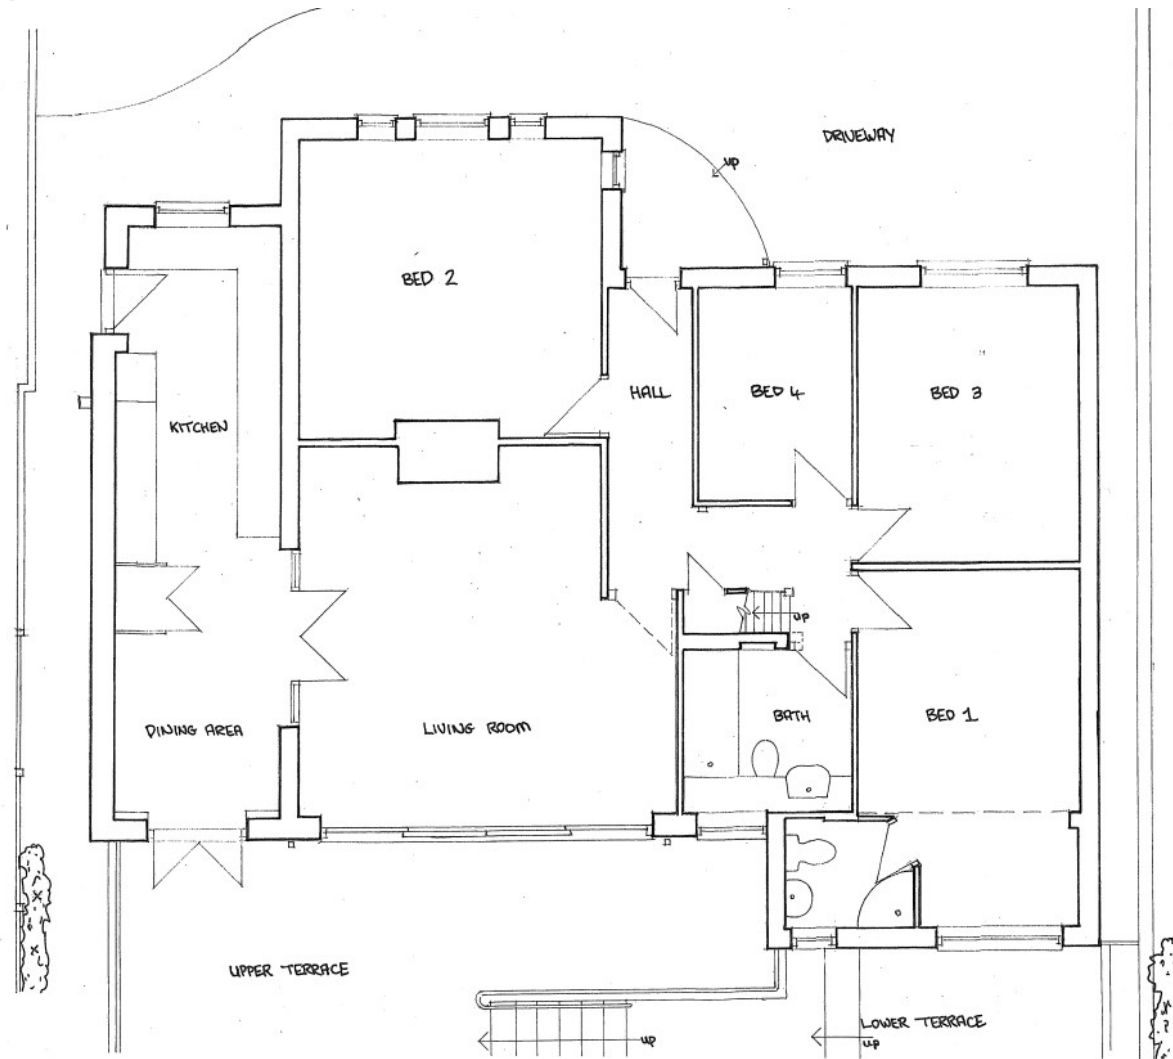 DRIVEWAY
up
BED 2
HALL
BED 4
BED 3
KITCHEN
up
DINING AREA
LIVING ROOM
BATH
BED 1
UPPER TERRACE
LOWER TERRACE
up
up